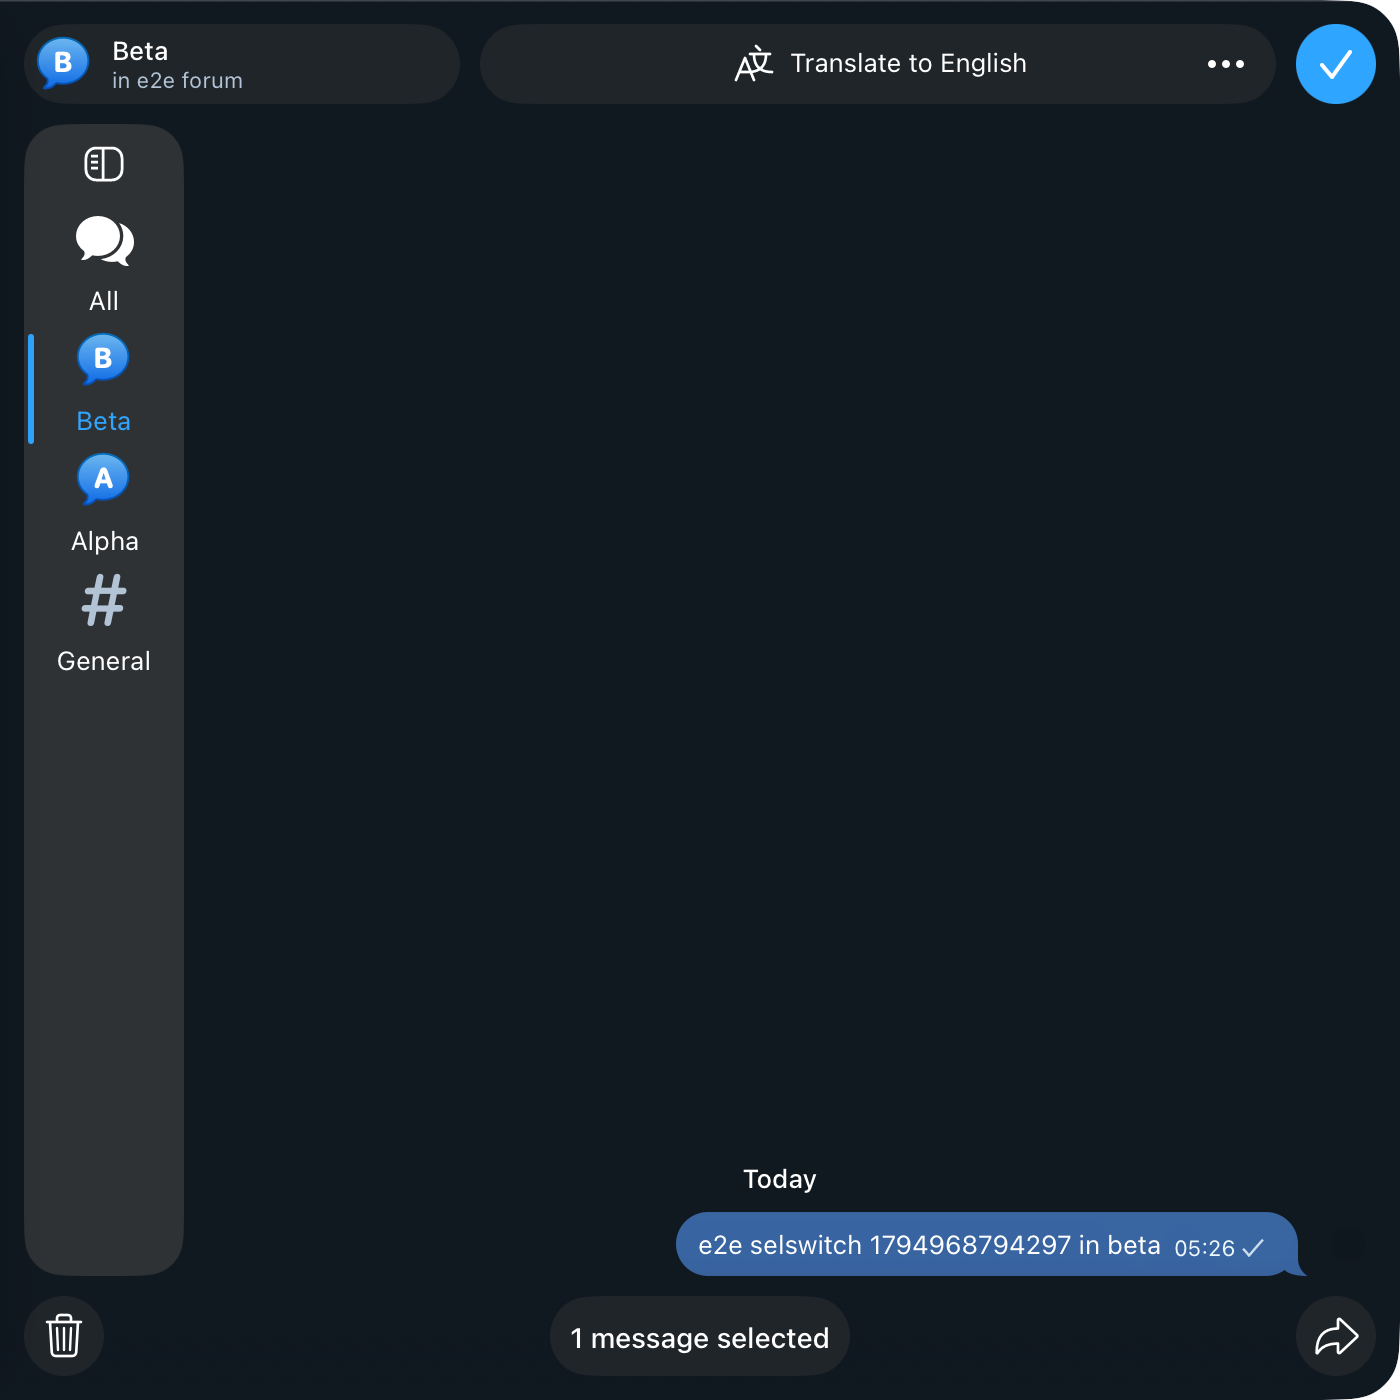 B
Beta
in e2e forum
Translate to English
All
B
Beta
A
Alpha
#
General
Today
e2e selswitch 1794968794297 in beta 05:26
1 message selected